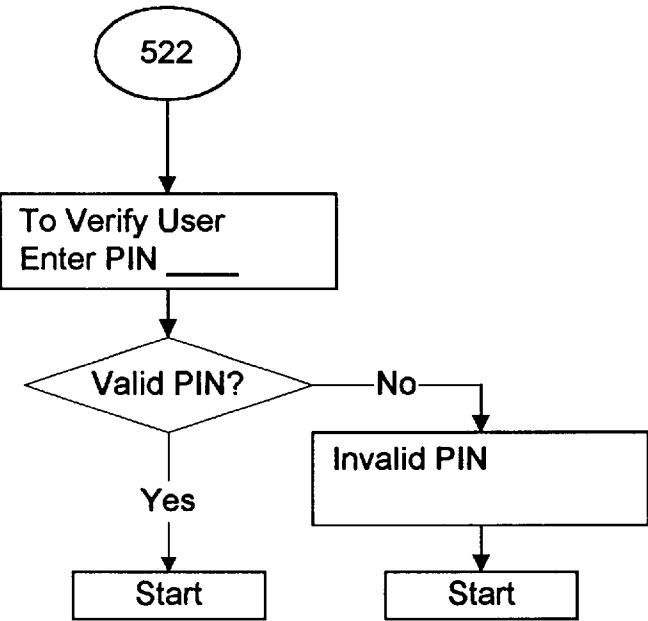 522
To Verify User
Enter PIN ____
Valid PIN?
No
Invalid PIN
Yes
Start
Start